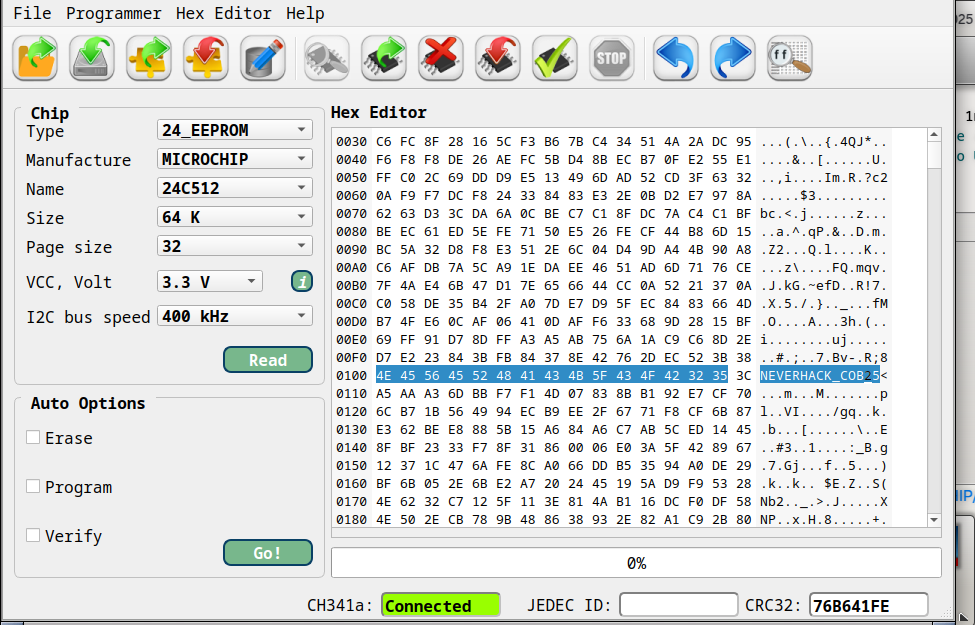 File Programmer Hex Editor Help
STOP
ff
Chip
Type 24_EEPROM
Manufacture MICROCHIP
Name 24C512
Size 64 K
Page size 32
VCC, Volt 3.3 V i
I2C bus speed 400 kHz
Read
Auto Options
Erase
Program
Verify
Go!
Hex Editor
0030 C6 FC 8F 28 16 5C F3 B6 7B C4 34 51 4A 2A DC 95 ...(.\..{.4QJ*..
0040 F6 F8 F8 DE 26 AE FC 5B D4 8B EC B7 0F E2 55 E1 ....&..[......U.
0050 FF C0 2C 69 DD D9 E5 13 49 6D AD 52 CD 3F 63 32 ..,i....Im.R.?c2
0060 0A F9 F7 DC F8 24 33 84 83 E3 2E 0B D2 E7 97 8A .....$3.........
0070 62 63 D3 3C DA 6A 0C BE C7 C1 8F DC 7A C4 C1 BF bc.<.j......z...
0080 BE EC 61 ED 5E FE 71 50 E5 26 FE CF 44 B8 6D 15 ..a.^.qP.&..D.m.
0090 BC 5A 32 D8 F8 E3 51 2E 6C 04 D4 9D A4 4B 90 A8 .Z2...Q.l....K..
00A0 C6 AF DB 7A 5C A9 1E DA EE 46 51 AD 6D 71 76 CE ...z\....FQ.mqv.
00B0 7F 4A E4 6B 47 D1 7E 65 66 44 CC 0A 52 21 37 0A .J.kG.~efD..R!7.
00C0 C0 58 DE 35 B4 2F A0 7D E7 D9 5F EC 84 83 66 4D .X.5./.}.._...fM
00D0 B7 4F E6 0C AF 06 41 0D AF F6 33 68 9D 28 15 BF .O....A...3h.(..
00E0 69 FF 91 D7 8D FF A3 A5 AB 75 6A 1A C9 C6 8D 2E i........uj.....
00F0 D7 E2 23 84 3B FB 84 37 8E 42 76 2D EC 52 3B 38 ..#.;..7.Bv-.R;8
0100 4E 45 56 45 52 48 41 43 4B 5F 43 4F 42 32 35 3C NEVERHACK_COB25<
0110 A5 AA A3 6D BB F7 F1 4D 07 83 8B B1 92 E7 CF 70 ...m...M.......p
0120 6C B7 1B 56 49 94 EC B9 EE 2F 67 71 F8 CF 6B 87 l..VI..../gq..k.
0130 E3 62 BE E8 88 5B 15 A6 84 A6 C7 AB 5C ED 14 45 .b...[......\..E
0140 8F BF 23 33 F7 8F 31 86 00 06 E0 3A 5F 42 89 67 ..#3..1....:_B.g
0150 12 37 1C 47 6A FE 8C A0 66 DD B5 35 94 A0 DE 29 .7.Gj...f..5...)
0160 BF 6B 05 2E 6B E2 A7 20 24 45 19 5A D9 F9 53 28 .k..k.. $E.Z..S(
0170 4E 62 32 C7 12 5F 11 3E 81 4A B1 16 DC F0 DF 58 Nb2.._.>.J.....X
0180 4E 50 2E CB 78 9B 48 86 38 93 2E 82 A1 C9 2B 80 NP..x.H.8.....+.
0%
CH341a: Connected JEDEC ID: CRC32: 76B641FE